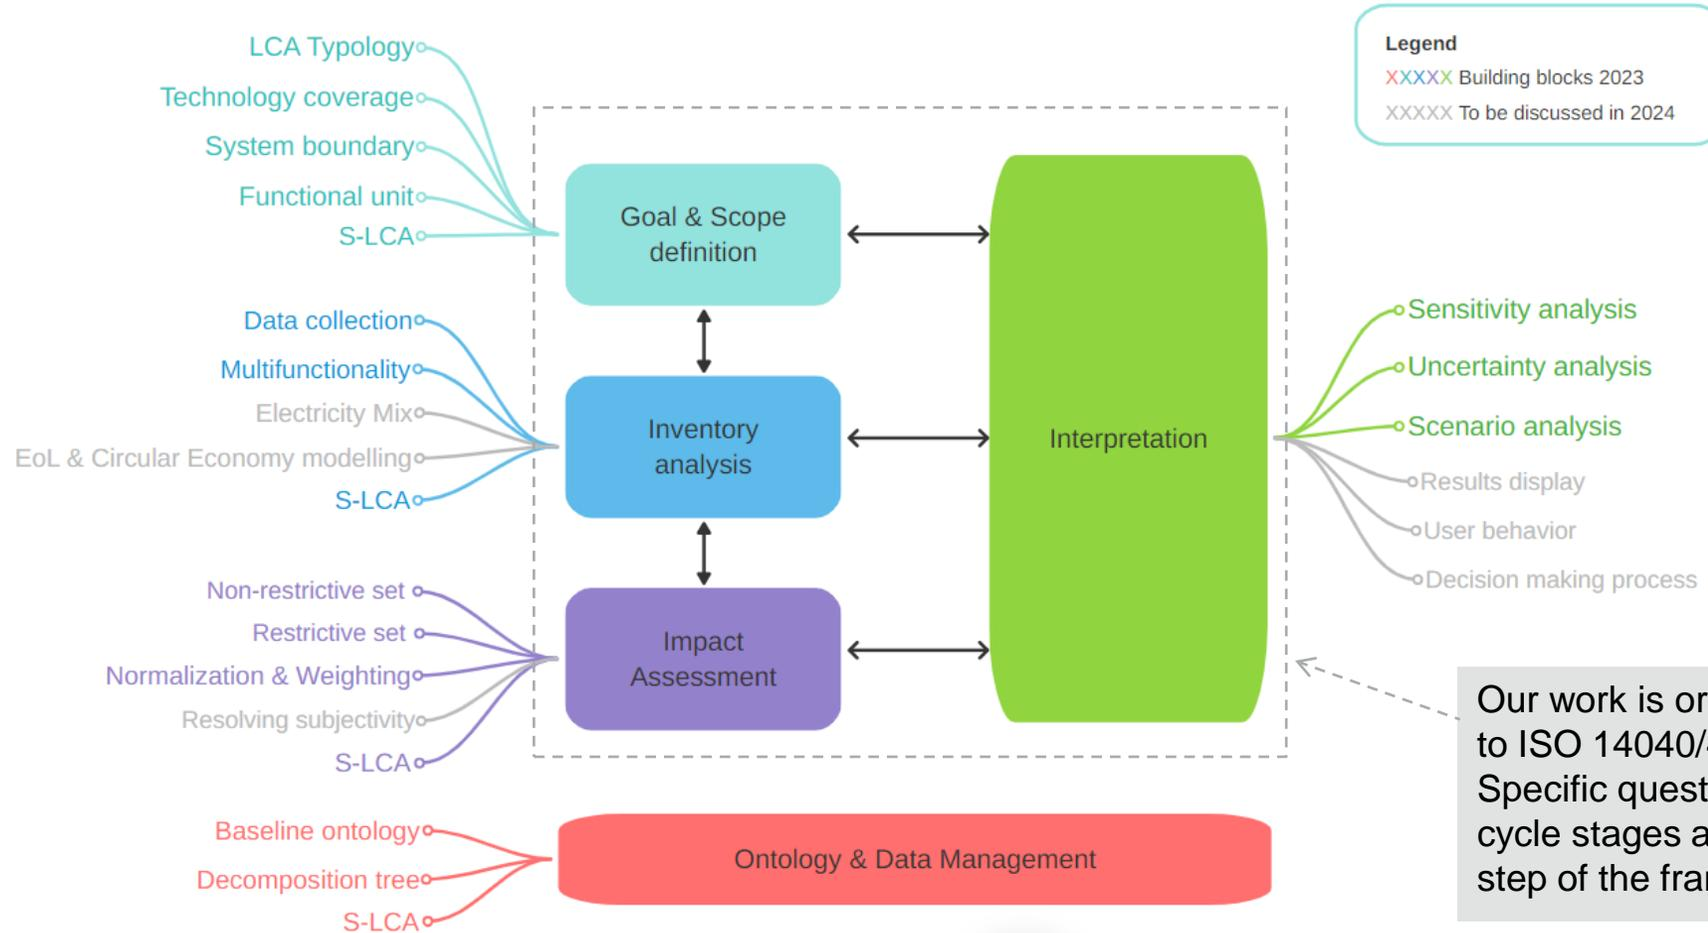 LCA Typology
Technology coverage
System boundary
Functional unit
S-LCA
Goal & Scope
definition
Data collection
Multifunctionality
Electricity Mix
EoL & Circular Economy modelling
S-LCA
Inventory
analysis
Non-restrictive set
Restrictive set
Normalization & Weighting
Resolving subjectivity
S-LCA
Impact
Assessment
Interpretation
Baseline ontology
Decomposition tree
S-LCA
Ontology & Data Management
Legend
XXXXX Building blocks 2023
XXXXX To be discussed in 2024
Sensitivity analysis
Uncertainty analysis
Scenario analysis
Results display
User behavior
Decision making process
Our work is
to ISO 14040/
Specific
cycle stages
step of the